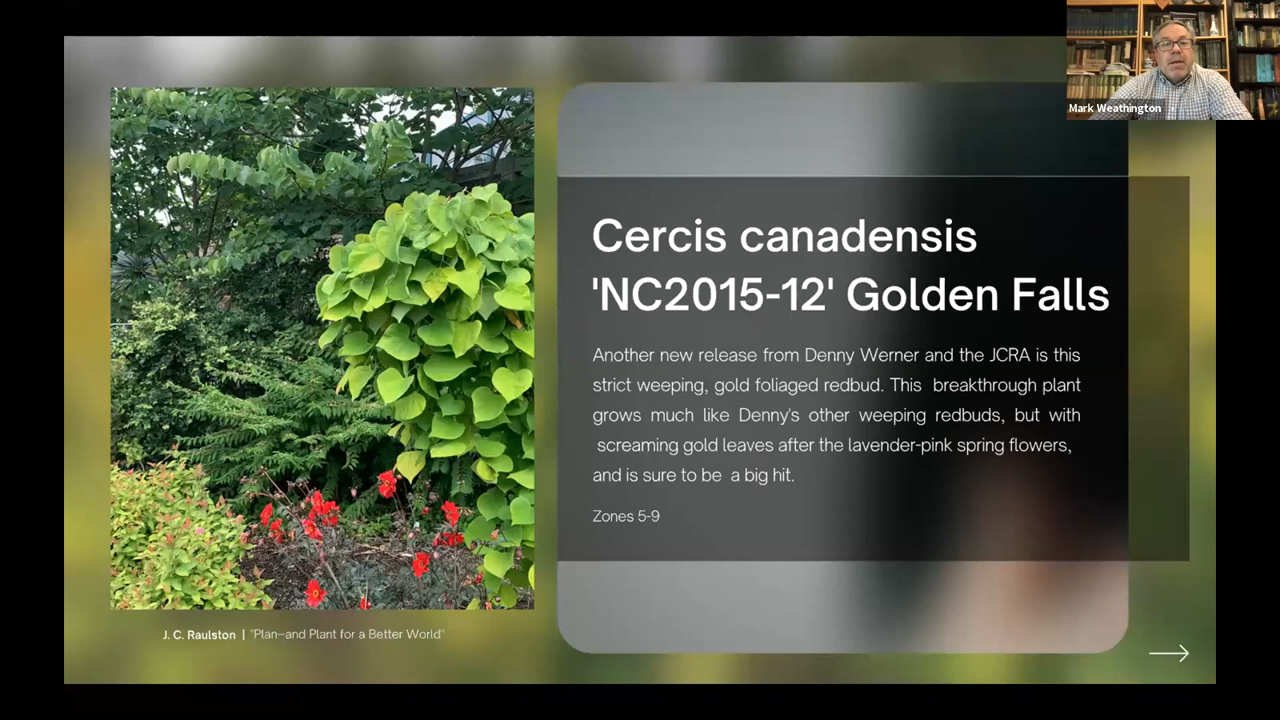 Mark Weathington
Cercis canadensis
'NC2015-12' Golden Falls
Another new release from Denny Werner and the JCRA is this
strict weeping, gold foliaged redbud. This breakthrough plant
grows much like Denny's other weeping redbuds, but with
screaming gold leaves after the lavender-pink spring flowers,
and is sure to be a big hit.
Zones 5-9
J. C. Raulston | "Plan—and Plant for a Better World"